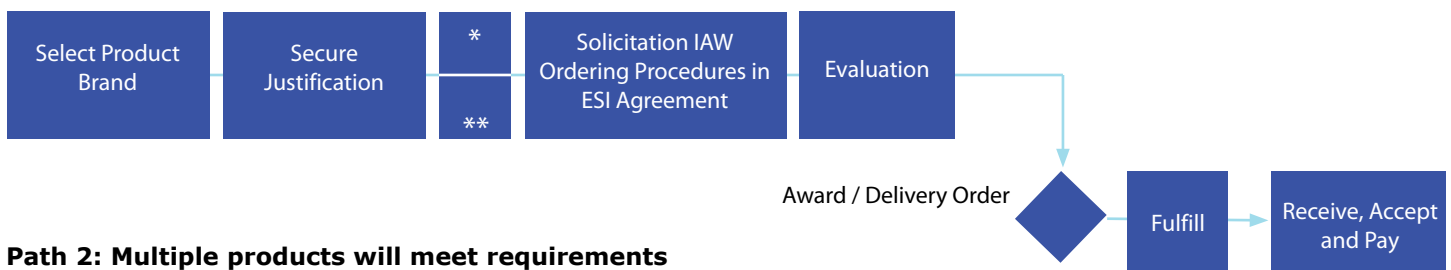 Select Product
Brand
Secure
Justification
*
**
Solicitation IAW
Ordering Procedures in
ESI Agreement
Evaluation
Award / Delivery Order
Fulfill
Receive, Accept
and Pay
Path 2: Multiple products will meet requirements